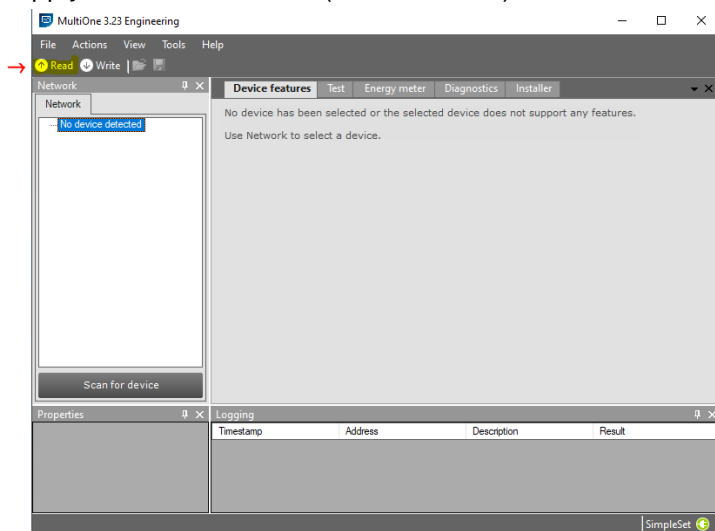 MultiOne 3.23 Engineering
File Actions View Tools Help
→ Read Write
Network
Network
No device detected
Scan for device
Device features Test Energy meter Diagnostics Installer
No device has been selected or the selected device does not support any features.
Use Network to select a device.
Properties
Logging
Timestamp Address Description Result
SimpleSet